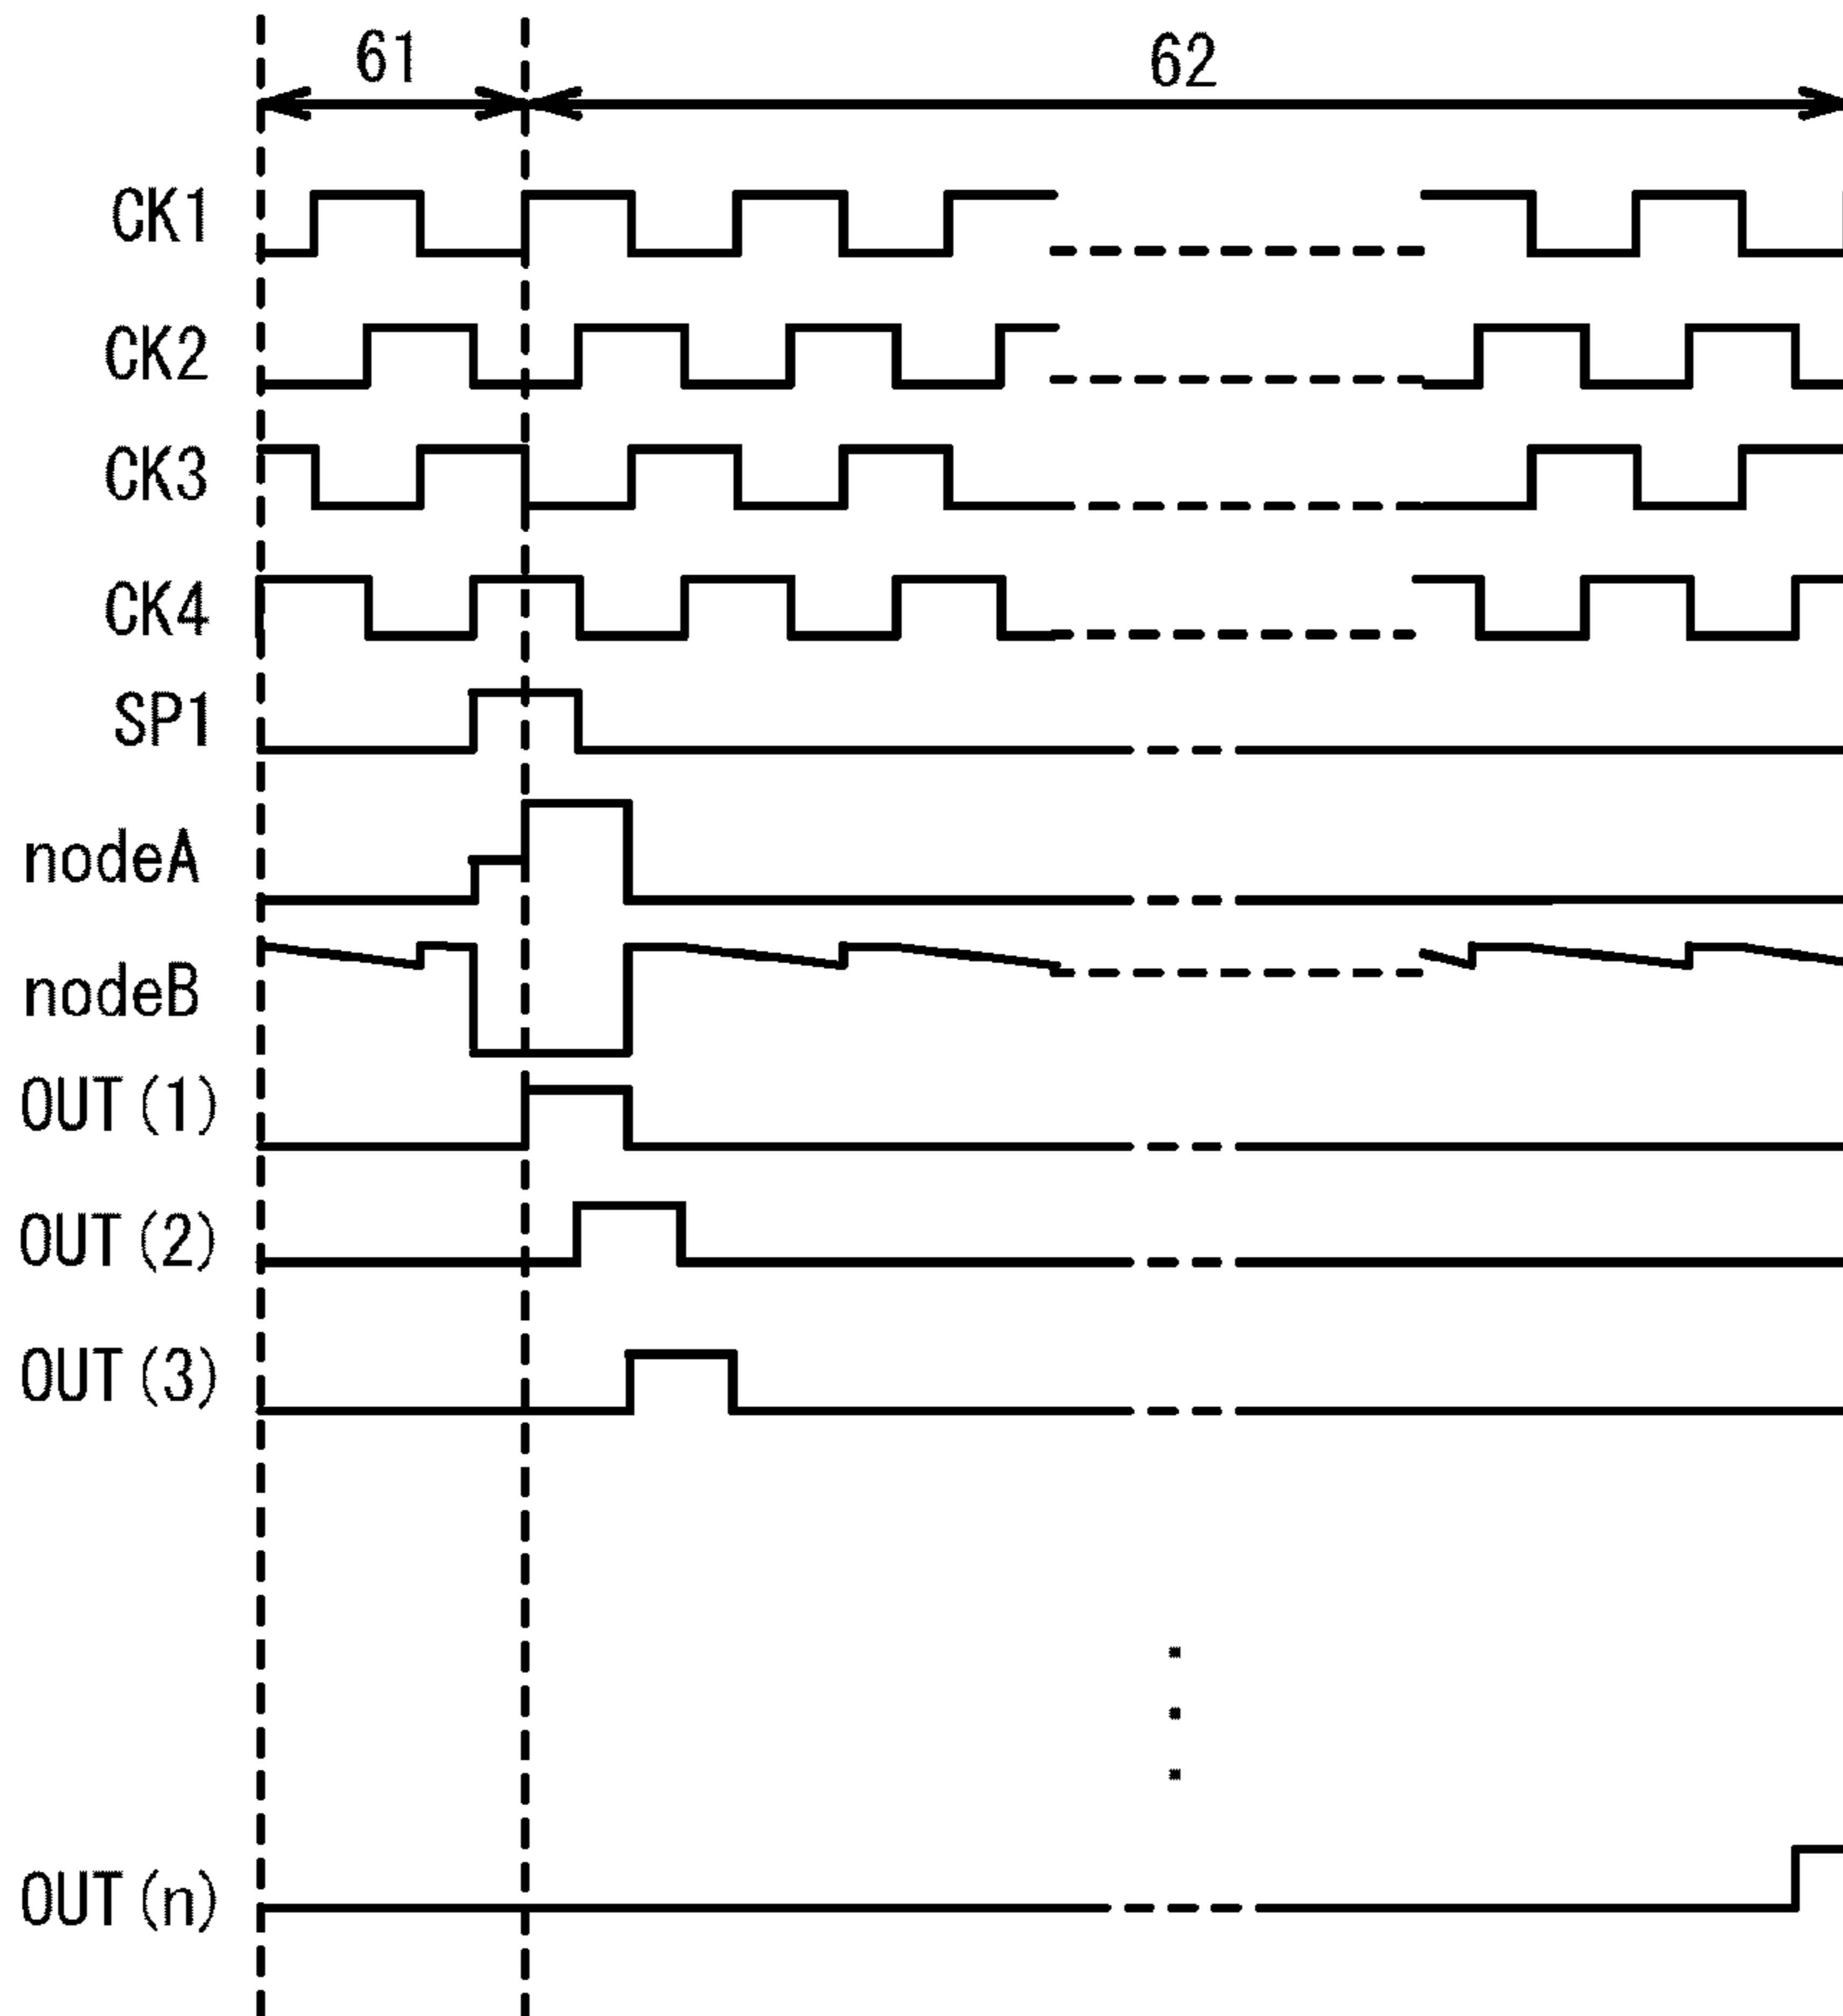 61 62
CK1
CK2
CK3
CK4
SP1
nodeA
nodeB
OUT(1)
OUT(2)
OUT(3)
OUT(n)